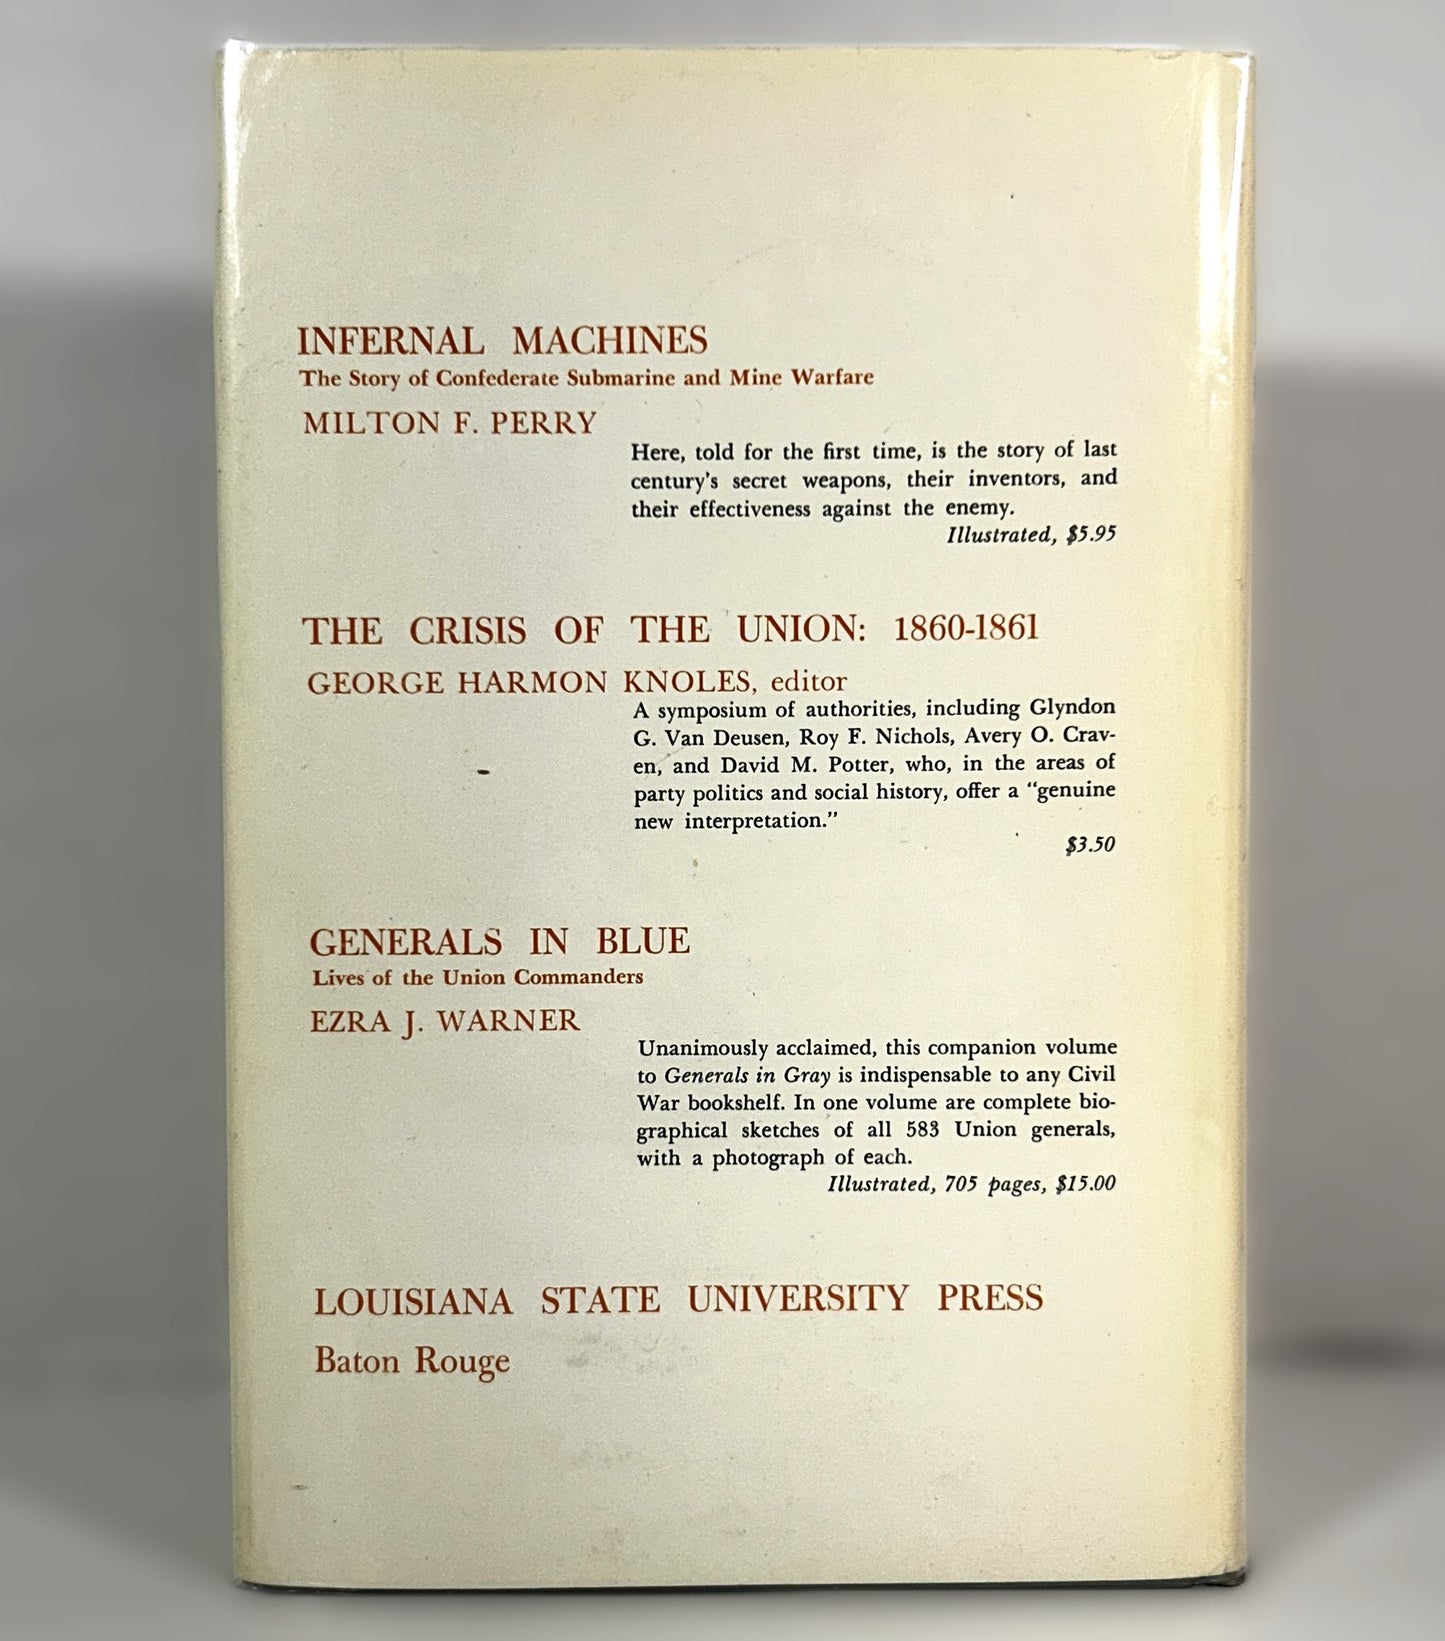 INFERNAL MACHINES
The Story of Confederate Submarine and Mine Warfare
MILTON F. PERRY
Here, told for the first time, is the story of last
century's secret weapons, their inventors, and
their effectiveness against the enemy.
Illustrated, $5.95
THE CRISIS OF THE UNION: 1860-1861
GEORGE HARMON KNOLES, editor
A symposium of authorities, including Glyndon
G. Van Deusen, Roy F. Nichols, Avery O. Crav-
en, and David M. Potter, who, in the areas of
party politics and social history, offer a "genuine
new interpretation."
$3.50
GENERALS IN BLUE
Lives of the Union Commanders
EZRA J. WARNER
Unanimously acclaimed, this companion volume
to Generals in Gray is indispensable to any Civil
War bookshelf. In one volume are complete bio-
graphical sketches of all 583 Union generals,
with a photograph of each.
Illustrated, 705 pages, $15.00
LOUISIANA STATE UNIVERSITY PRESS
Baton Rouge